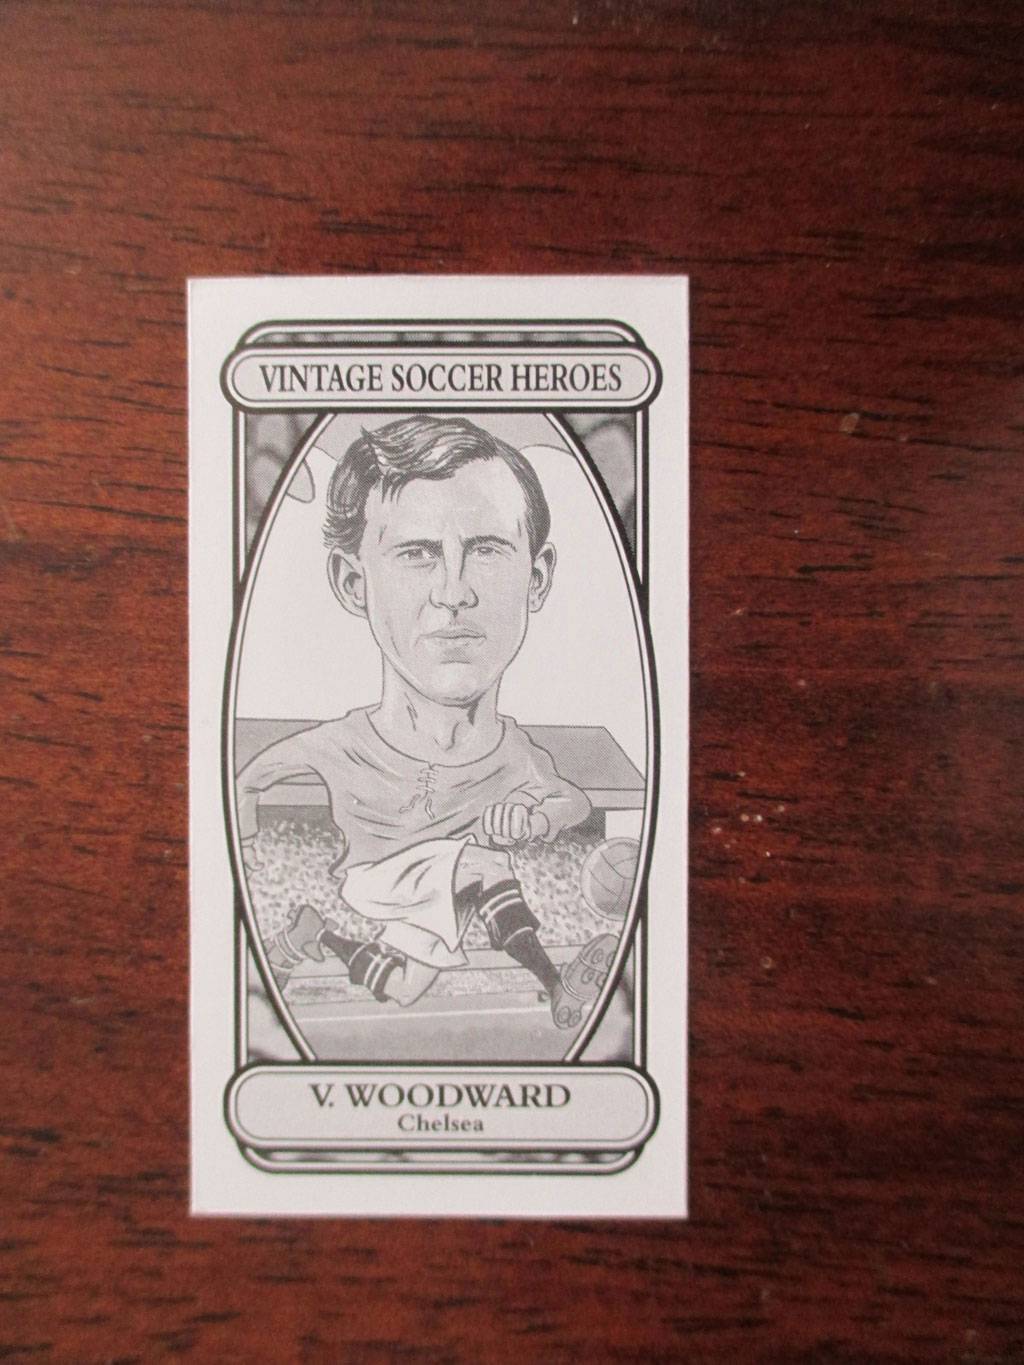 VINTAGE SOCCER HEROES
V. WOODWARD
Chelsea